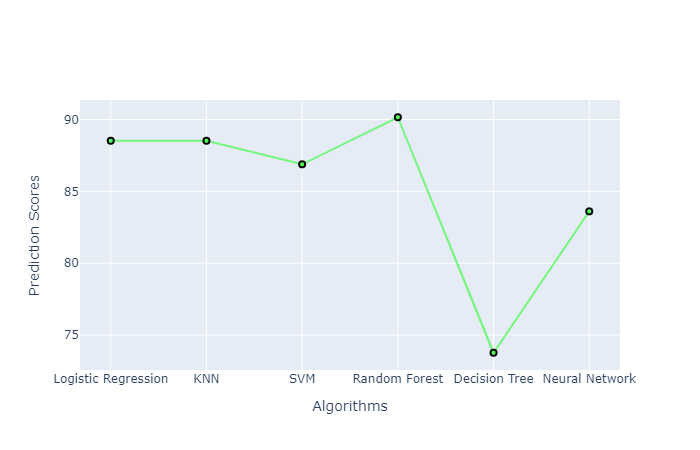 Prediction Scores
90
85
80
75
Logistic Regression KNN SVM Random Forest Decision Tree Neural Network
Algorithms